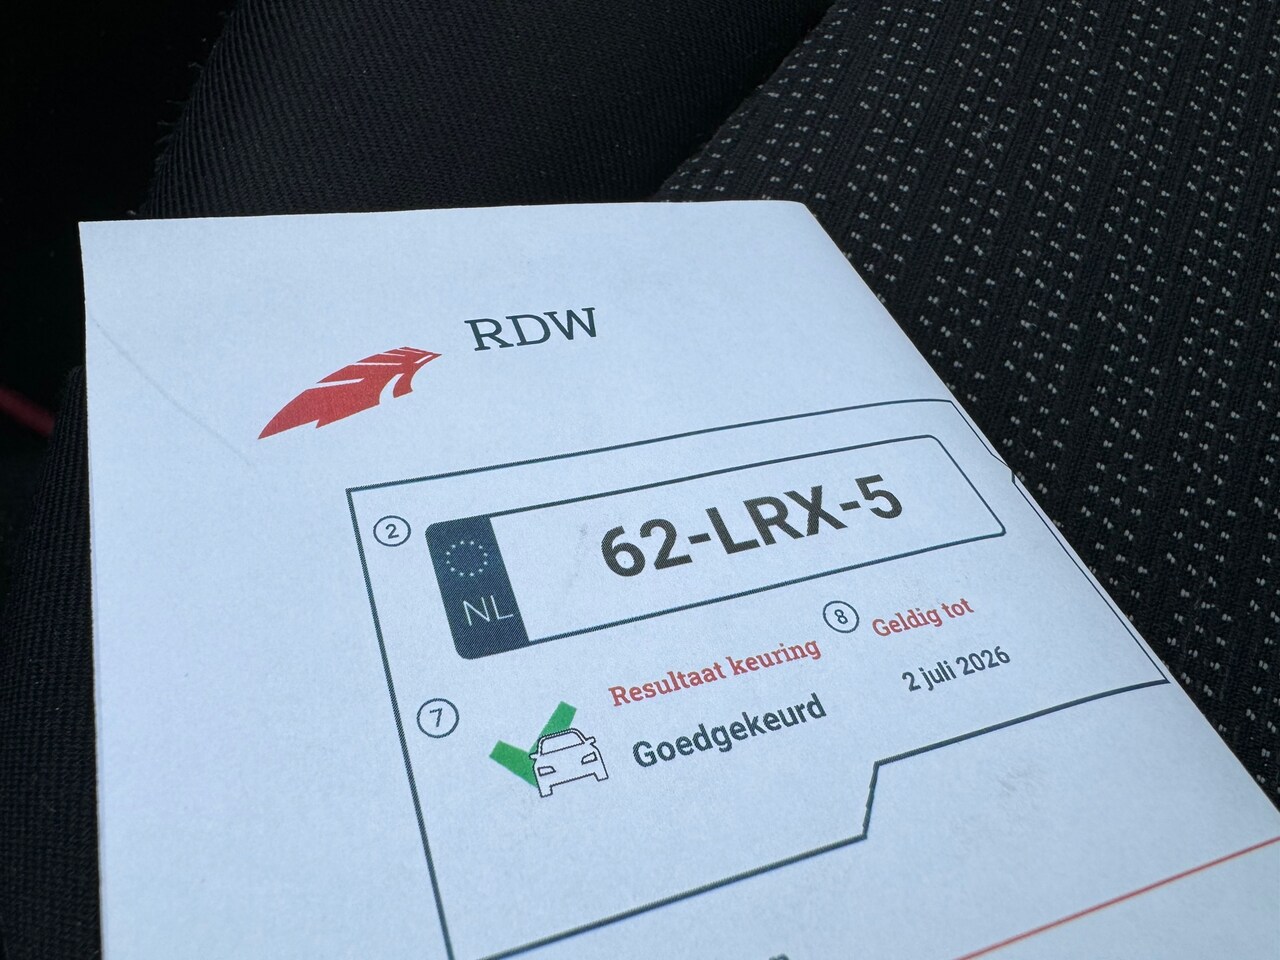 RDW
2
NL
62-LRX-5
7
Resultaat keuring
Goedgekeurd
8
Geldig tot
2 juli 2026